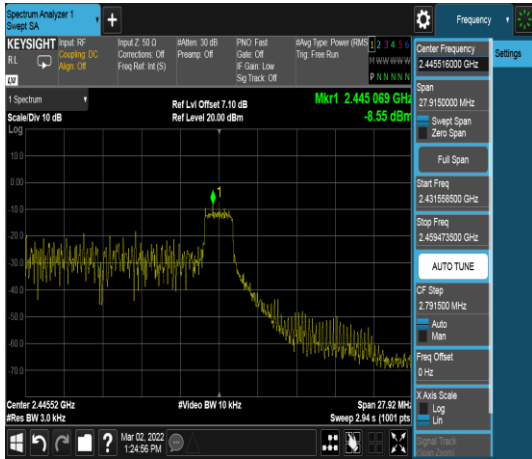 Spectrum Analyzer 1
Swept SA
+
Frequency
KEYSIGHT
RL
Input: RF
Coupling: DC
Align: Off
Input Z: 50 Ω
Corrections: Off
Freq Ref: Int (S)
#Atten: 30 dB
Preamp: Off
PNO: Fast
Gate: Off
IF Gain: Low
Sig Track: Off
#Avg Type: Power (RMS
Trig: Free Run
1 2 3 4 5 6
M WW WW W
P N N N N N
LXI
1 Spectrum
Scale/Div 10 dB
Log
Ref Lvl Offset 7.10 dB
Ref Level 20.00 dBm
Mkr1 2.445 069 GHz
-8.55 dBm
10.0
0.00
-10.0
-20.0
-30.0
-40.0
-50.0
-60.0
-70.0
1
Center 2.44552 GHz
#Res BW 3.0 kHz
#Video BW 10 kHz
Span 27.92 MHz
Sweep 2.94 s (1001 pts)
Mar 02, 2022
1:24:56 PM
?
Center Frequency
2.445516000 GHz
Span
27.9150000 MHz
Swept Span
Zero Span
Full Span
Start Freq
2.431558500 GHz
Stop Freq
2.459473500 GHz
AUTO TUNE
CF Step
2.791500 MHz
Auto
Man
Freq Offset
0 Hz
X Axis Scale
Log
Lin
Signal Track
(Span Zoom)
Settings